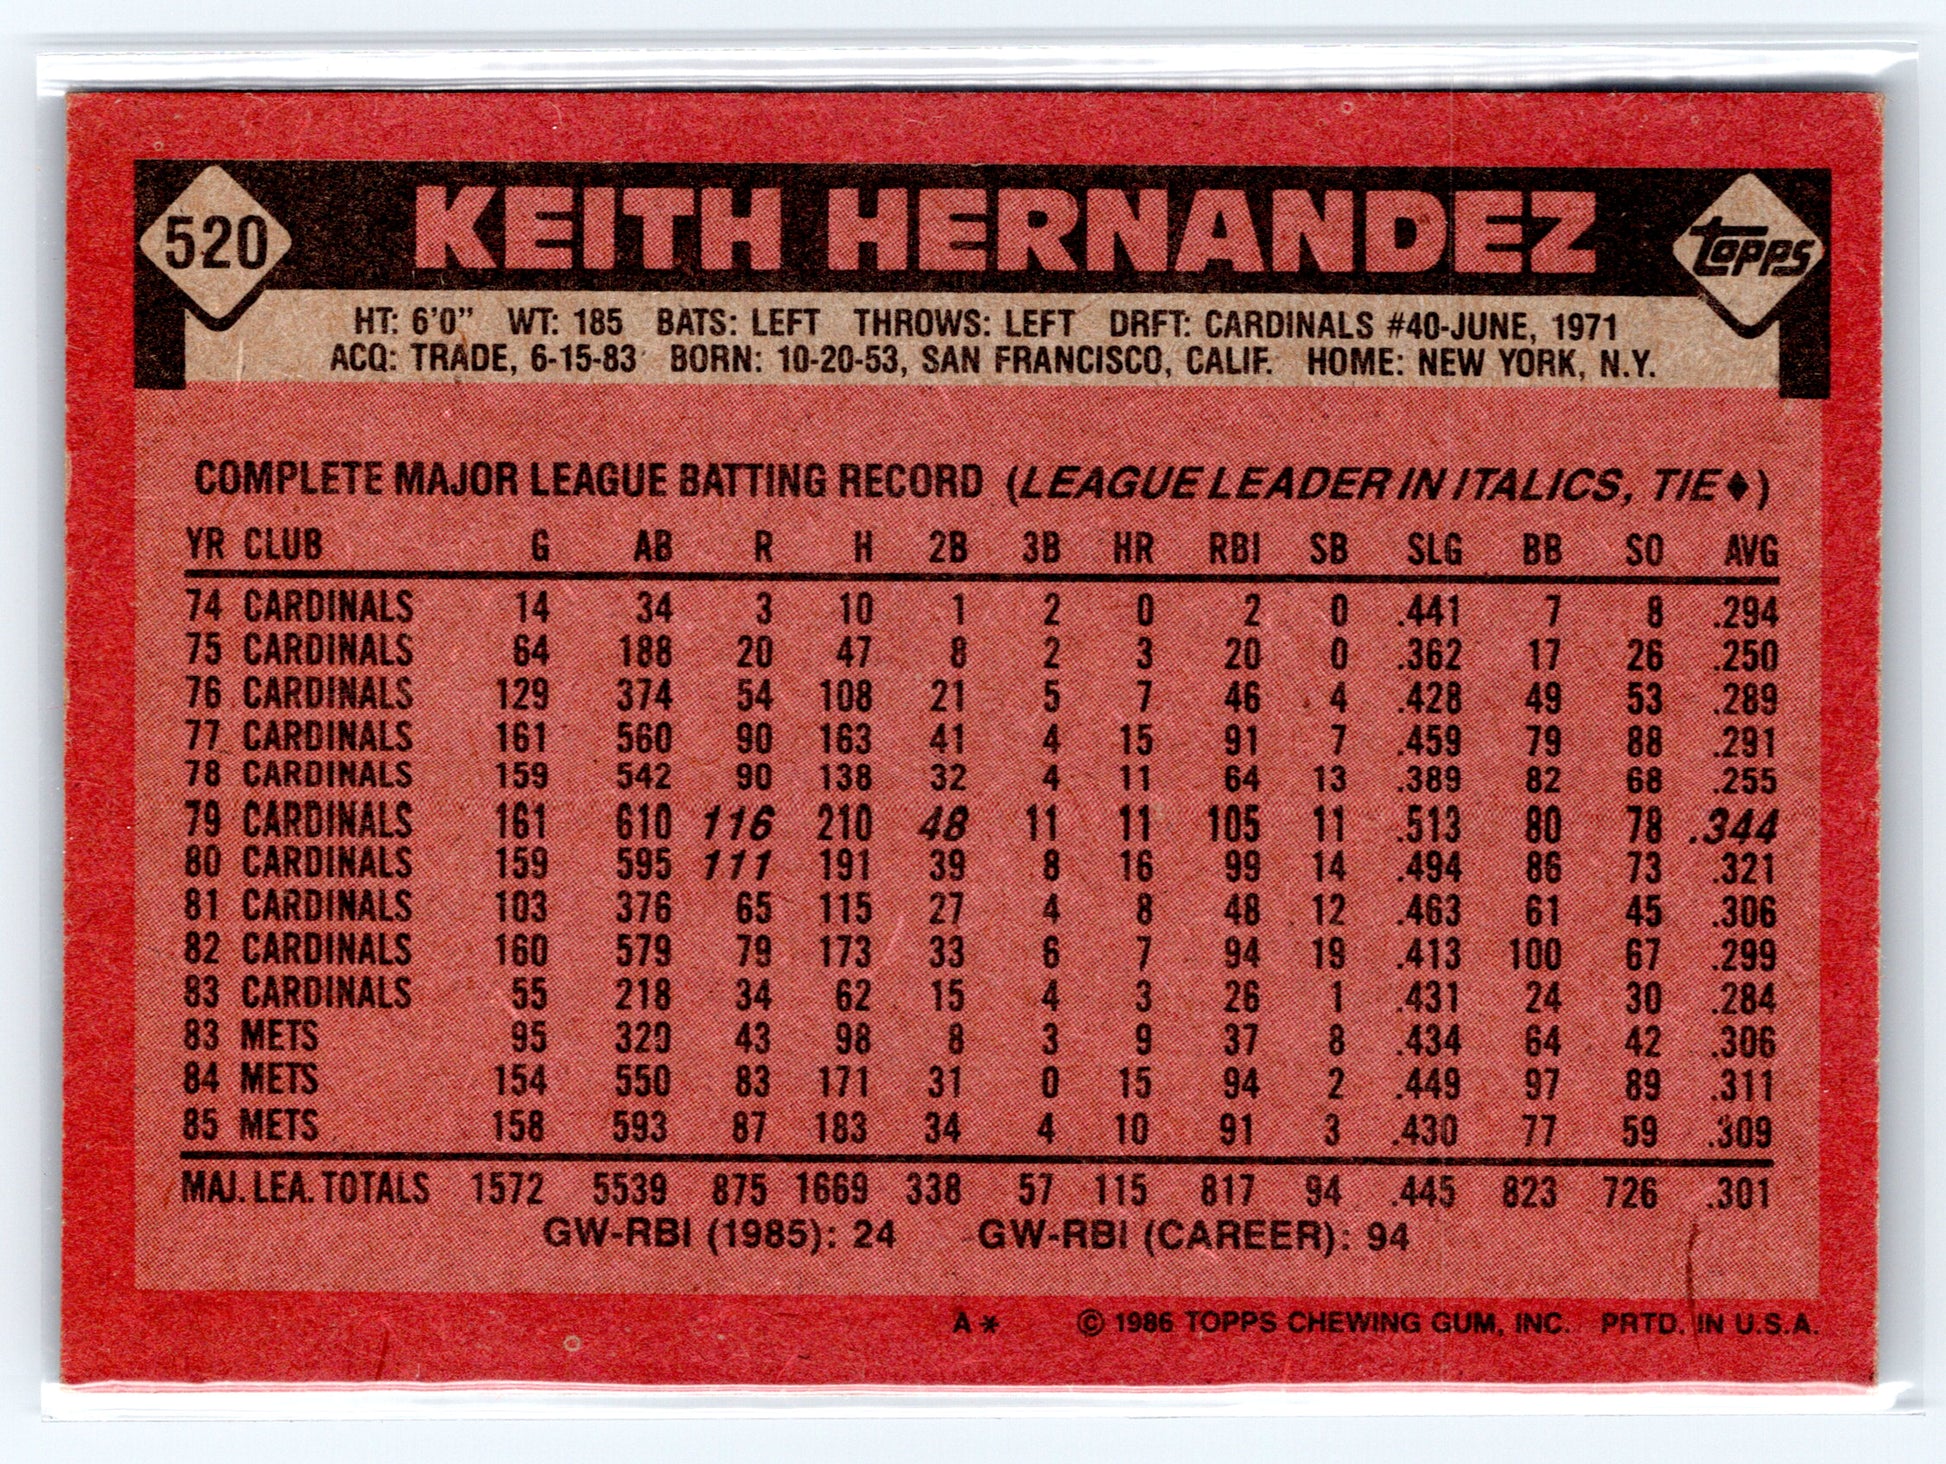 520 KEITH HERNANDEZ topps
HT: 6'0" WT: 185 BATS: LEFT THROWS: LEFT DRFT: CARDINALS #40-JUNE, 1971
ACQ: TRADE, 6-15-83 BORN: 10-20-53, SAN FRANCISCO, CALIF. HOME: NEW YORK, N.Y.
COMPLETE MAJOR LEAGUE BATTING RECORD (LEAGUE LEADER IN ITALICS, TIE♦)
YR CLUB G AB R H 2B 3B HR RBI SB SLG BB SO AVG
74 CARDINALS 14 34 3 10 1 2 0 2 0 .441 7 8 .294
75 CARDINALS 64 188 20 47 8 2 3 20 0 .362 17 26 .250
76 CARDINALS 129 374 54 108 21 5 7 46 4 .428 49 53 .289
77 CARDINALS 161 560 90 163 41 4 15 91 7 .459 79 88 .291
78 CARDINALS 159 542 90 138 32 4 11 64 13 .389 82 68 .255
79 CARDINALS 161 610 116 210 48 11 11 105 11 .513 80 78 .344
80 CARDINALS 159 595 111 191 39 8 16 99 14 .494 86 73 .321
81 CARDINALS 103 376 65 115 27 4 8 48 12 .463 61 45 .306
82 CARDINALS 160 579 79 173 33 6 7 94 19 .413 100 67 .299
83 CARDINALS 55 218 34 62 15 4 3 26 1 .431 24 30 .284
83 METS 95 320 43 98 8 3 9 37 8 .434 64 42 .306
84 METS 154 550 83 171 31 0 15 94 2 .449 97 89 .311
85 METS 158 593 87 183 34 4 10 91 3 .430 77 59 .309
MAJ. LEA. TOTALS 1572 5539 875 1669 338 57 115 817 94 .445 823 726 .301
GW-RBI (1985): 24 GW-RBI (CAREER): 94
A* © 1986 TOPPS CHEWING GUM, INC. PRTD. IN U.S.A.